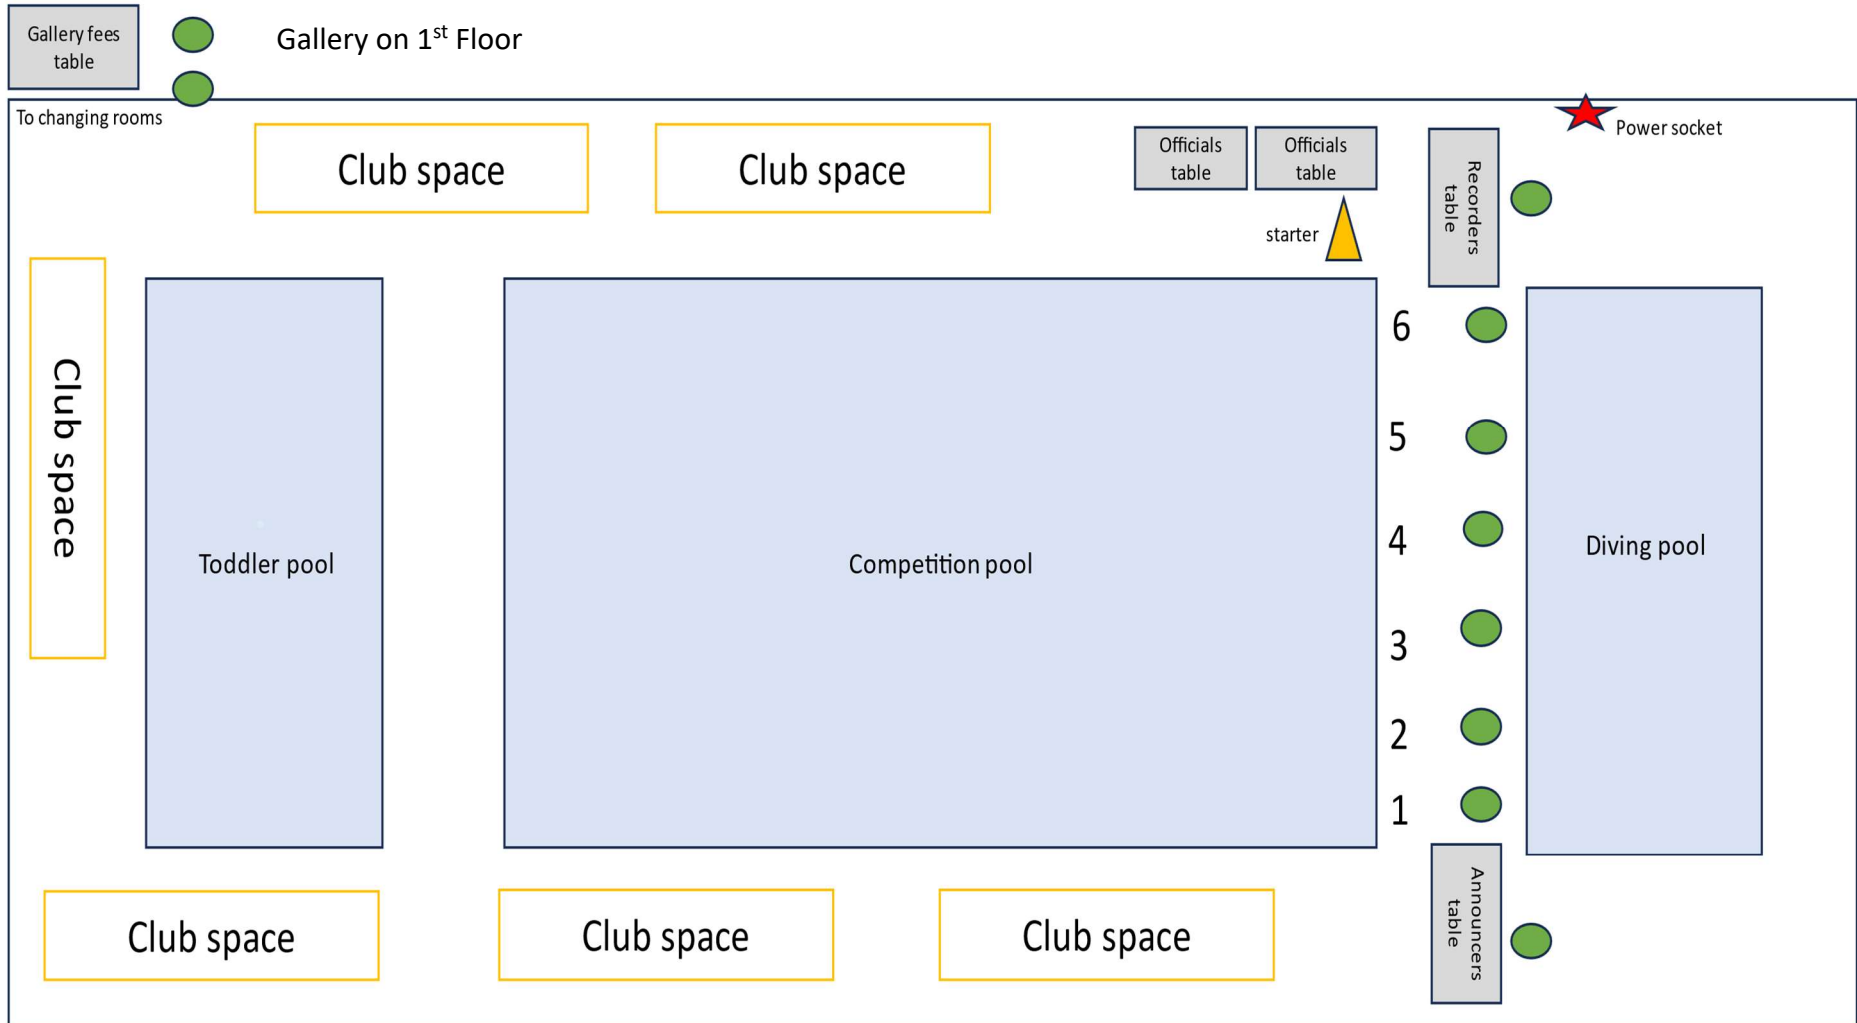 Gallery fees
table
Gallery on 1st Floor
To changing rooms
Power socket
Club space
Club space
Officials
table
Officials
table
Recorders
table
starter
Club space
Toddler pool
Competition pool
6
5
4
3
2
1
Diving pool
Club space
Club space
Club space
Announcers
table